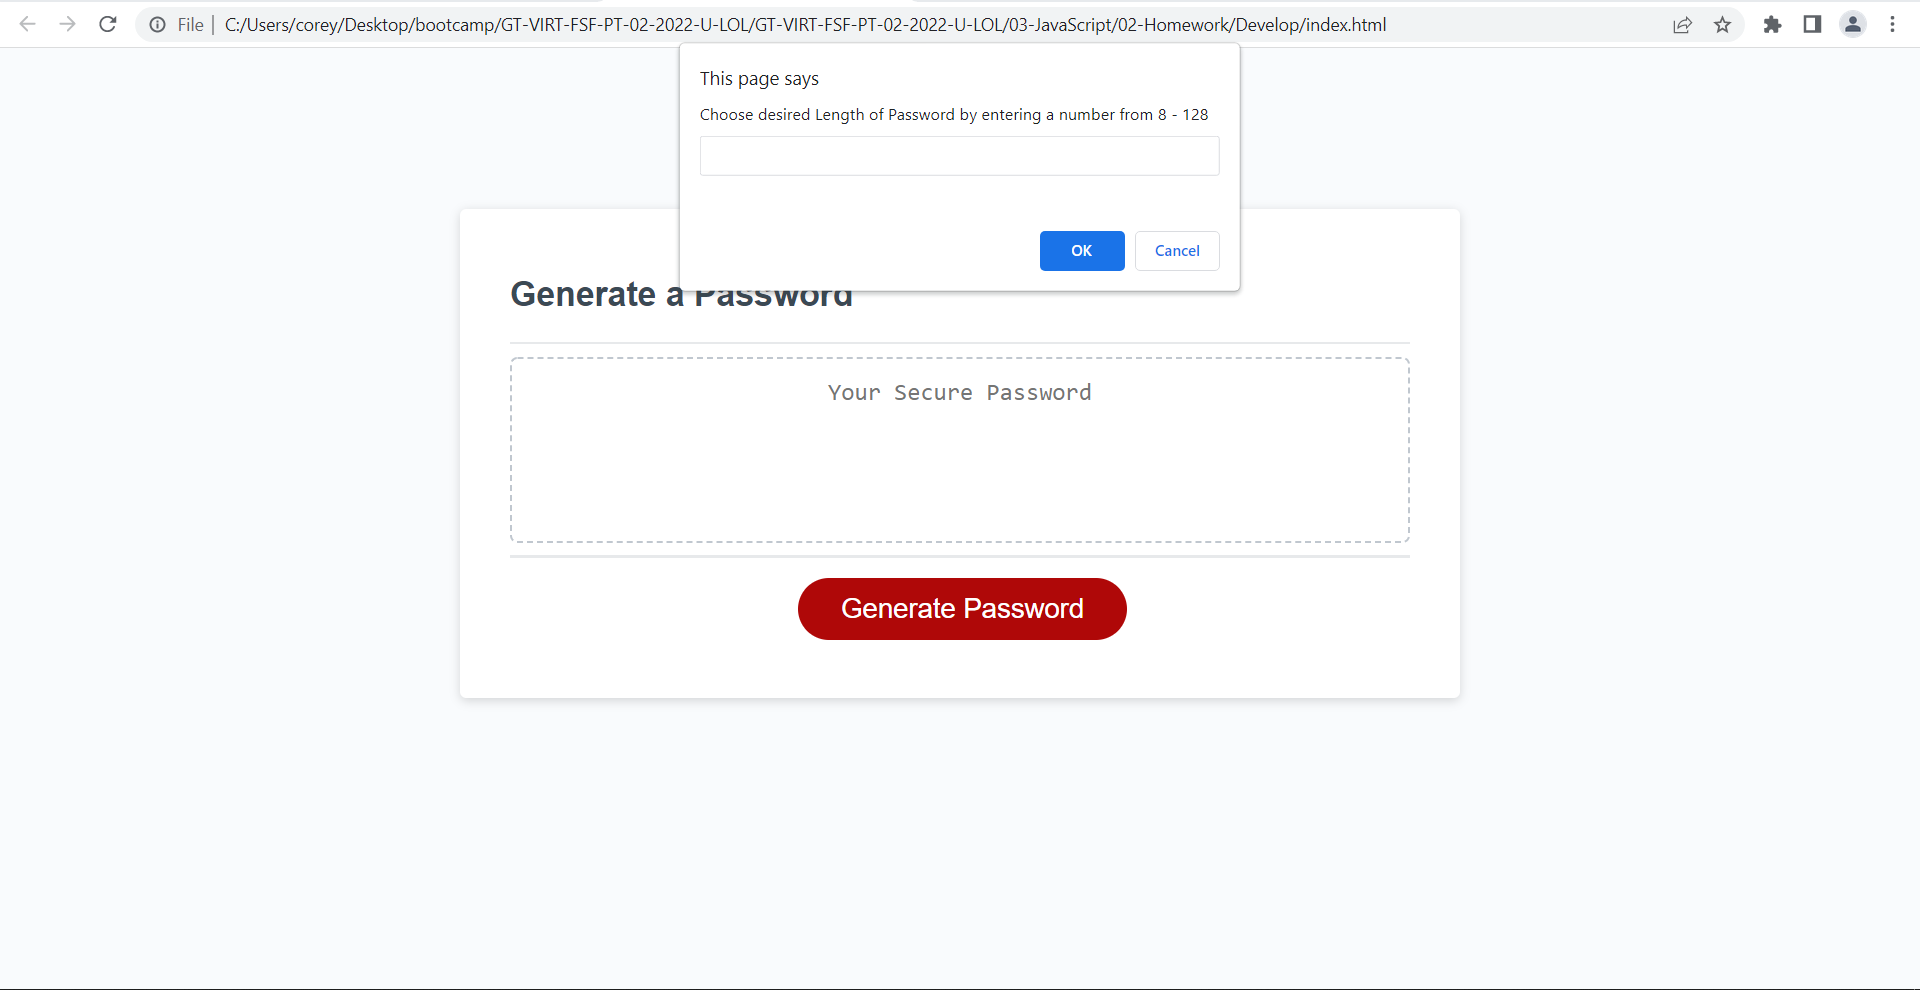 File | C:/Users/corey/Desktop/bootcamp/GT-VIRT-FSF-PT-02-2022-U-LOL/GT-VIRT-FSF-PT-02-2022-U-LOL/03-JavaScript/02-Homework/Develop/index.html
This page says
Choose desired Length of Password by entering a number from 8 - 128
OK Cancel
Generate a Password
Your Secure Password
Generate Password